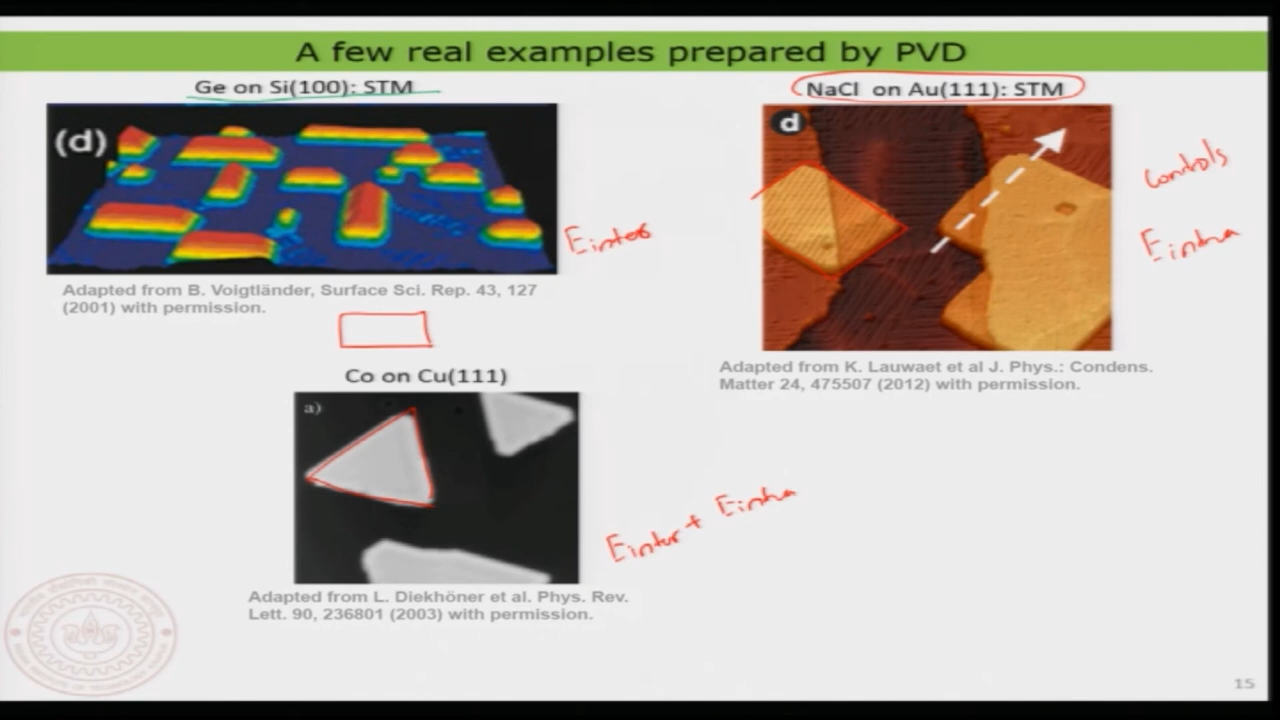 A few real examples prepared by PVD
Ge on Si(100): STM
(d)
Einter
Adapted from B. Voigtländer, Surface Sci. Rep. 43, 127
(2001) with permission.
NaCl on Au(111): STM
d
Controls
Eintra
Adapted from K. Lauwaet et al J. Phys.: Condens.
Matter 24, 475507 (2012) with permission.
Co on Cu(111)
a)
Einter + Eintra
Adapted from L. Diekhöner et al. Phys. Rev.
Lett. 90, 236801 (2003) with permission.
15